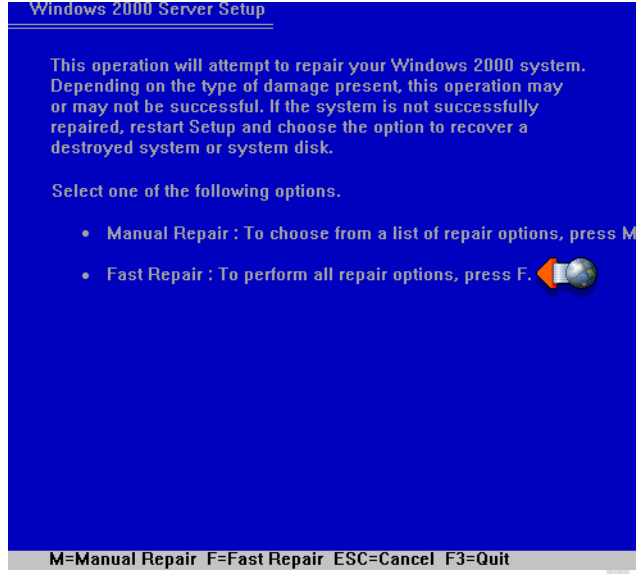 Windows 2000 Server Setup
This operation will attempt to repair your Windows 2000 system.
Depending on the type of damage present, this operation may
or may not be successful. If the system is not successfully
repaired, restart Setup and choose the option to recover a
destroyed system or system disk.
Select one of the following options.
• Manual Repair : To choose from a list of repair options, press M
• Fast Repair : To perform all repair options, press F.
M=Manual Repair F=Fast Repair ESC=Cancel F3=Quit